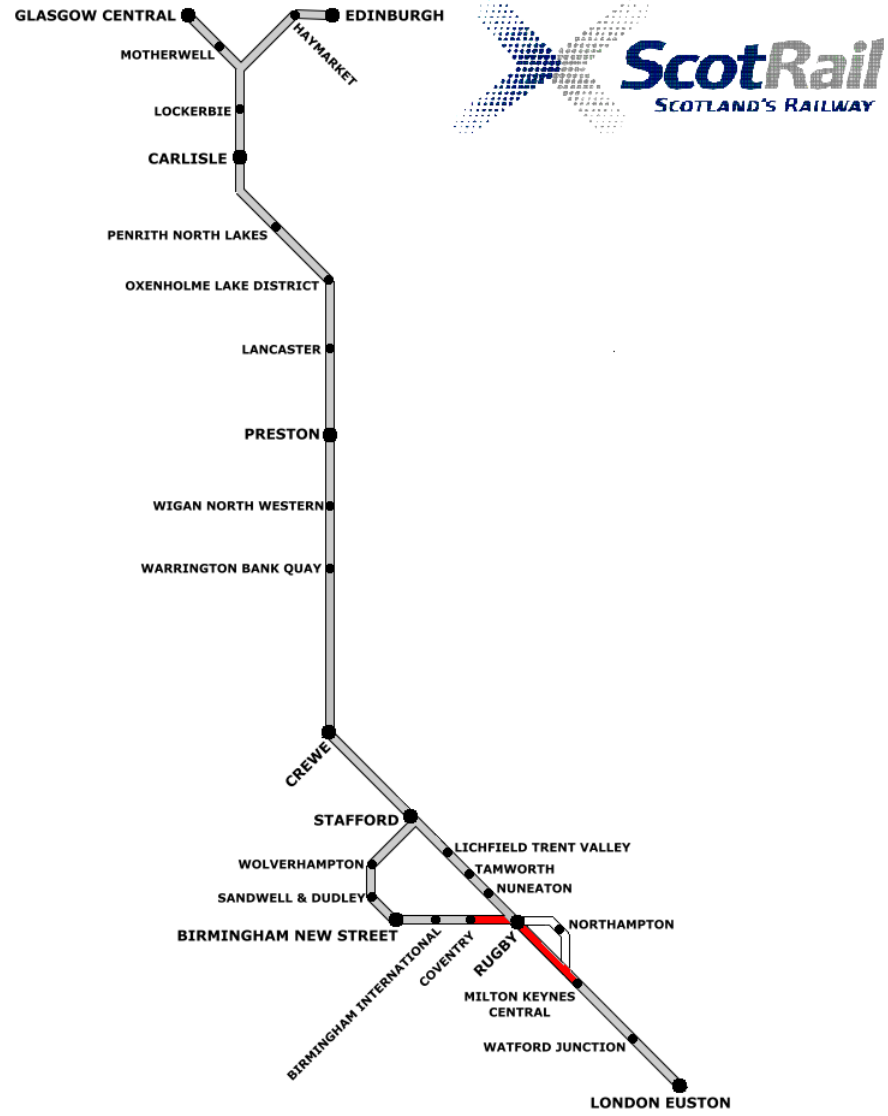 GLASGOW CENTRAL
EDINBURGH
HAYMARKET
MOTHERWELL
ScotRail
SCOTLAND'S RAILWAY
LOCKERBIE
CARLISLE
PENRITH NORTH LAKES
OXENHOLME LAKE DISTRICT
LANCASTER
PRESTON
WIGAN NORTH WESTERN
WARRINGTON BANK QUAY
CREWE
STAFFORD
LICHFIELD TRENT VALLEY
WOLVERHAMPTON
TAMWORTH
NUNEATON
SANDWELL & DUDLEY
NORTHAMPTON
BIRMINGHAM NEW STREET
BIRMINGHAM INTERNATIONAL
COVENTRY
RUGBY
MILTON KEYNES
CENTRAL
WATFORD JUNCTION
LONDON EUSTON